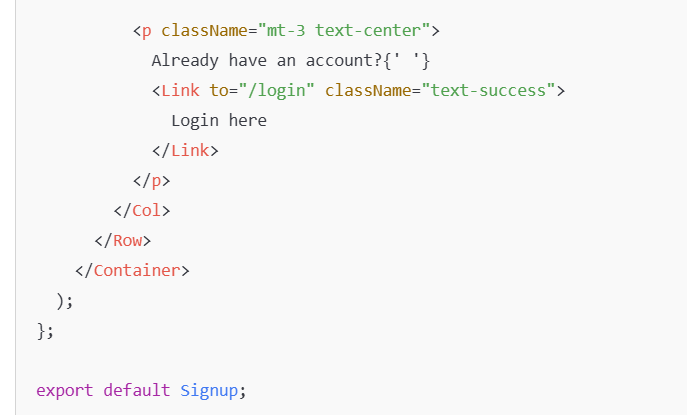 <p className="mt-3 text-center">
Already have an account?{' '}
<Link to="/login" className="text-success">
Login here
</Link>
</p>
</Col>
</Row>
</Container>
);
};
export default Signup;